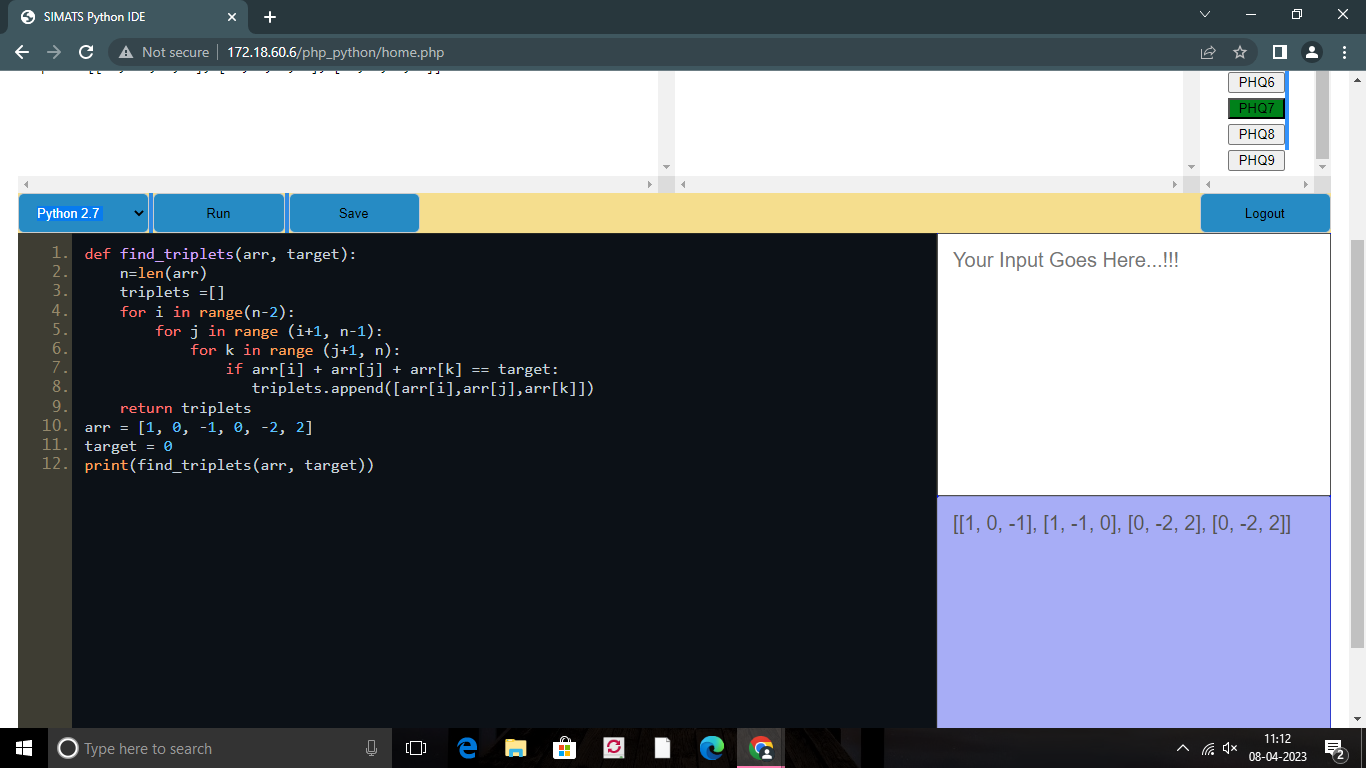 SIMATS Python IDE
Not secure | 172.18.60.6/php_python/home.php
PHQ6
PHQ7
PHQ8
PHQ9
Python 2.7 Run Save Logout
1. def find_triplets(arr, target):
2. n=len(arr)
3. triplets =[]
4. for i in range(n-2):
5. for j in range (i+1, n-1):
6. for k in range (j+1, n):
7. if arr[i] + arr[j] + arr[k] == target:
8. triplets.append([arr[i],arr[j],arr[k]])
9. return triplets
10. arr = [1, 0, -1, 0, -2, 2]
11. target = 0
12. print(find_triplets(arr, target))
Your Input Goes Here...!!!
[[1, 0, -1], [1, -1, 0], [0, -2, 2], [0, -2, 2]]
Type here to search
11:12
08-04-2023
2